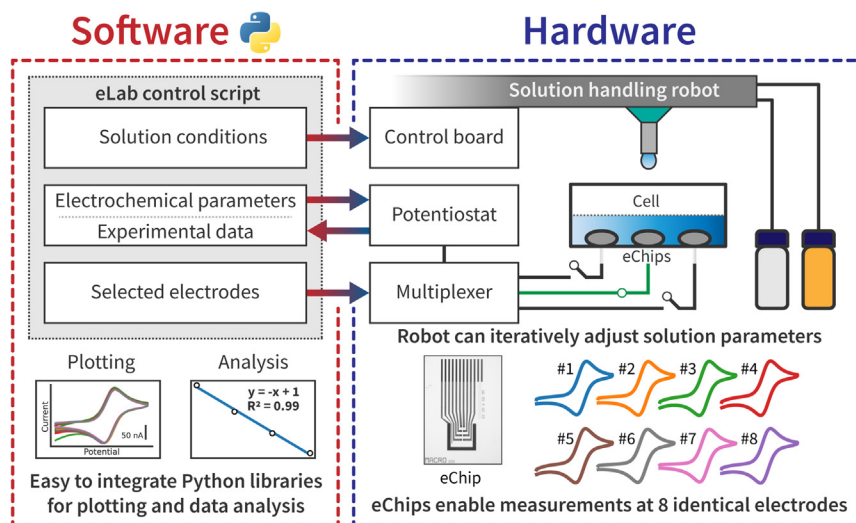 Software
Hardware
eLab control script
Solution conditions
Electrochemical parameters
Experimental data
Selected electrodes
Control board
Potentiostat
Multiplexer
Solution handling robot
Cell
eChips
Robot can iteratively adjust solution parameters
Plotting
Analysis
Current
50 nA
Potential
y = -x + 1
R² = 0.99
Easy to integrate Python libraries
for plotting and data analysis
MACRO
eChip
#1 #2 #3 #4
#5 #6 #7 #8
eChips enable measurements at 8 identical electrodes